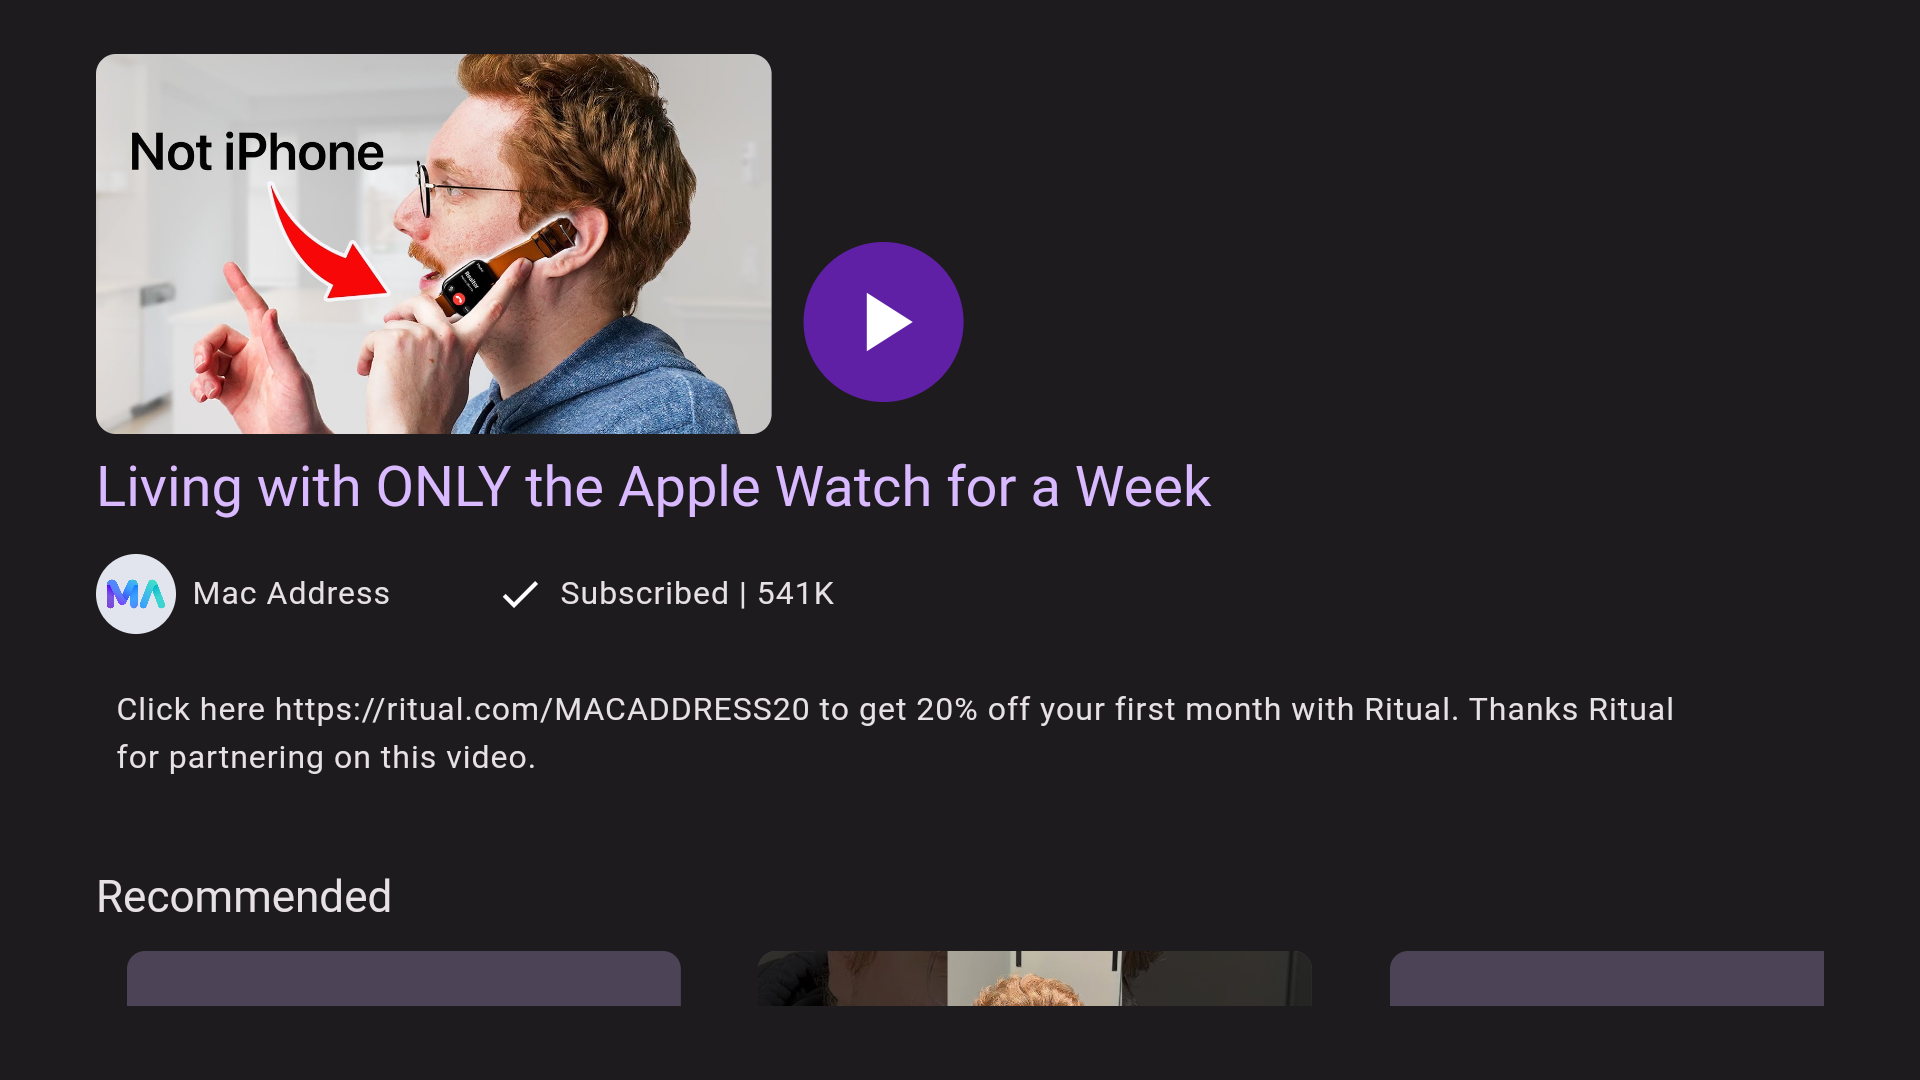 Not iPhone
Living with ONLY the Apple Watch for a Week
MA
Mac Address
Subscribed | 541K
Click here https://ritual.com/MACADDRESS20 to get 20% off your first month with Ritual. Thanks Ritual
for partnering on this video.
Recommended